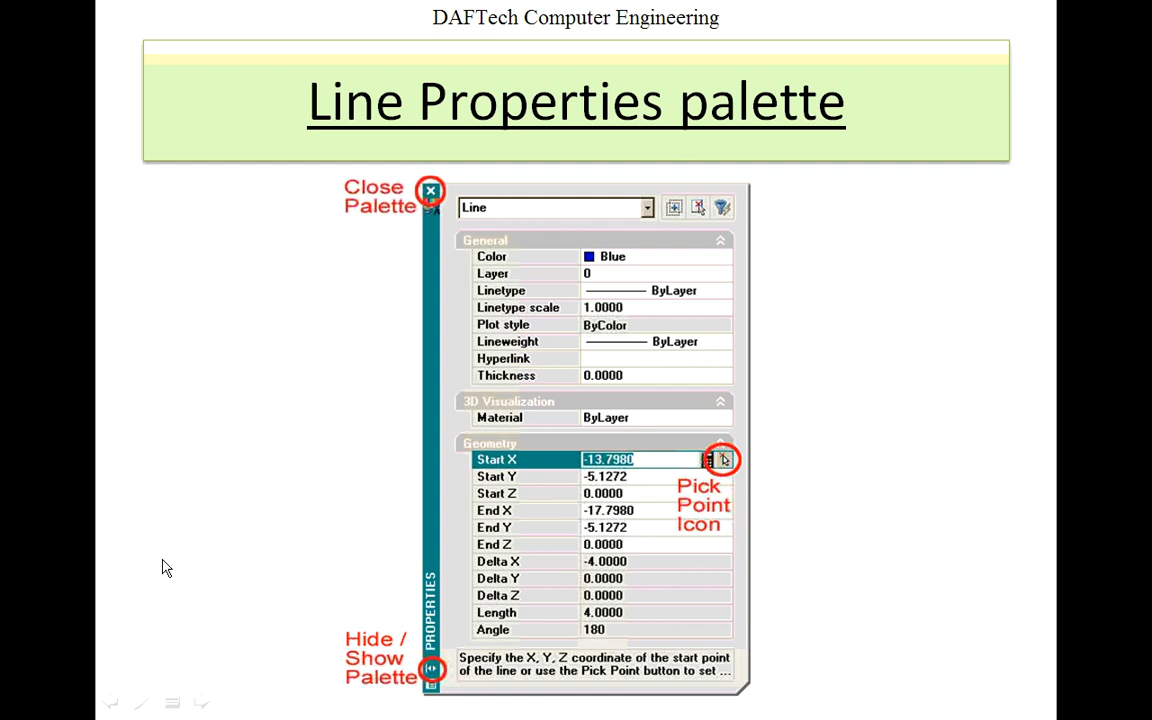 DAFTech Computer Engineering
Line Properties palette
Close
Palette
Line
General
Color Blue
Layer 0
Linetype ByLayer
Linetype scale 1.0000
Plot style ByColor
Lineweight ByLayer
Hyperlink
Thickness 0.0000
3D Visualization
Material ByLayer
Geometry
Start X -13.7980
Start Y -5.1272
Start Z 0.0000
End X -17.7980
End Y -5.1272
End Z 0.0000
Delta X -4.0000
Delta Y 0.0000
Delta Z 0.0000
Length 4.0000
Angle 180
Pick
Point
Icon
PROPERTIES
Hide /
Show
Palette
Specify the X, Y, Z coordinate of the start point
of the line or use the Pick Point button to set ...